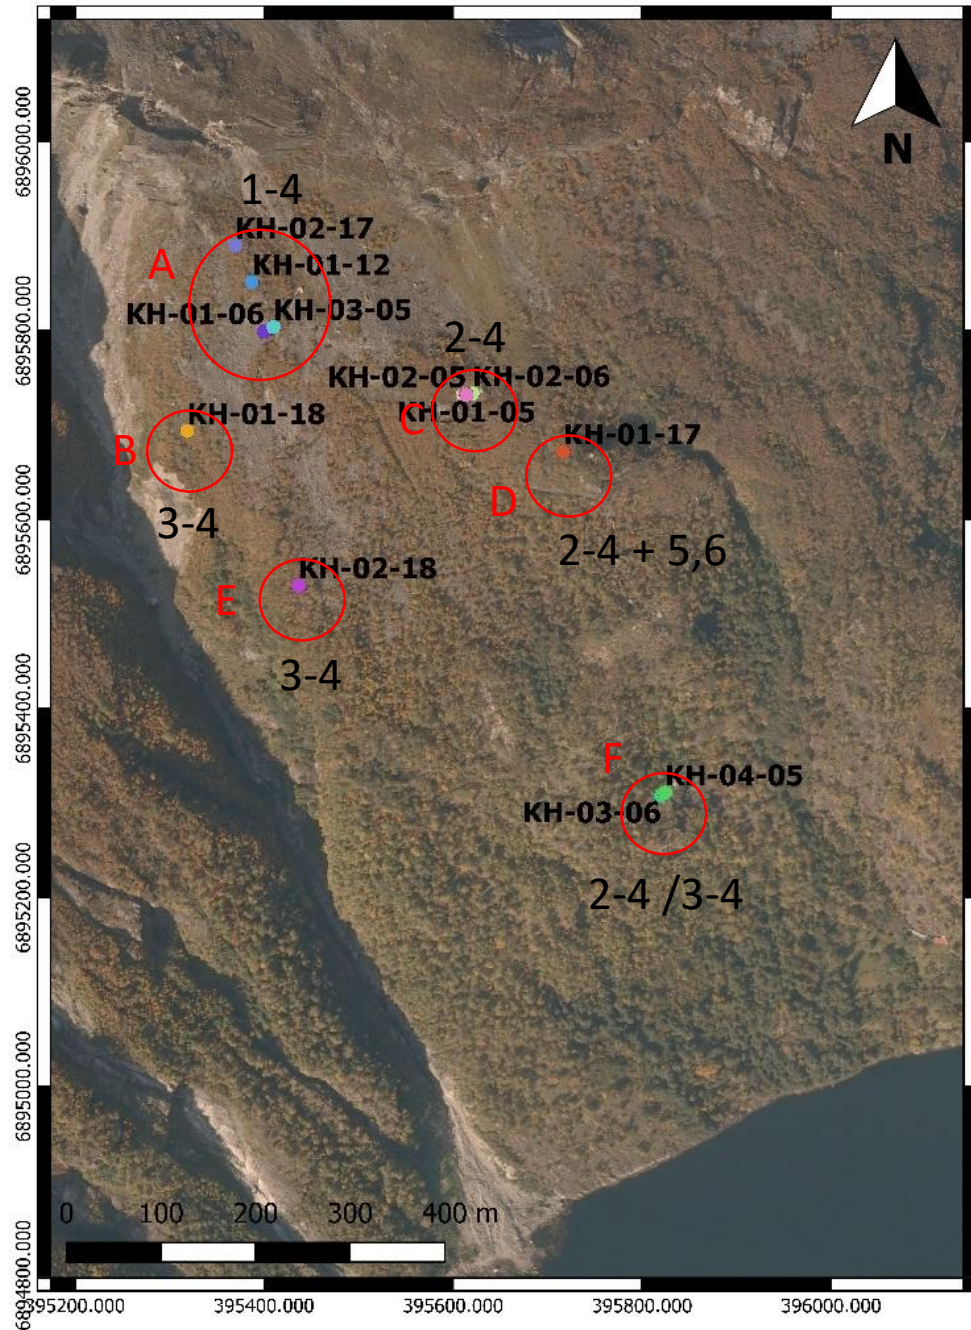 N
1-4
KH-02-17
A
KH-01-12
KH-01-06
KH-03-05
2-4
KH-02-05
KH-02-06
KH-01-05
C
KH-01-18
B
KH-01-17
D
3-4
2-4 + 5,6
KH-02-18
E
3-4
F
KH-04-05
KH-03-06
2-4 /3-4
0 100 200 300 400 m
6896000.000
6895800.000
6895600.000
6895400.000
6895200.000
6895000.000
6894800.000
395200.000 395400.000 395600.000 395800.000 396000.000